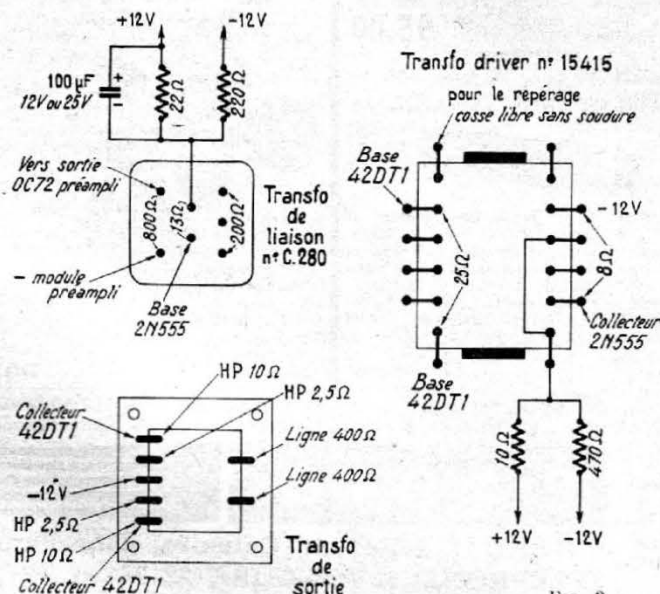 +12V
-12V
100µF
12V ou 25V
+
-
22Ω
220Ω
Vers sortie
OC72 préampli
800Ω
13Ω
200Ω
- module
préampli
Base
2N555
Transfo
de
liaison
n° C.280
Transfo driver n° 15415
pour le répérage
cosse libre sans soudure
Base
42DT1
25Ω
-12V
8Ω
Collecteur
2N555
Base
42DT1
10Ω
470Ω
+12V
-12V
HP 10Ω
HP 2,5Ω
Collecteur
42DT1
Ligne 400Ω
Ligne 400Ω
-12V
HP 2,5Ω
HP 10Ω
Collecteur 42DT1
Transfo
de
sortie